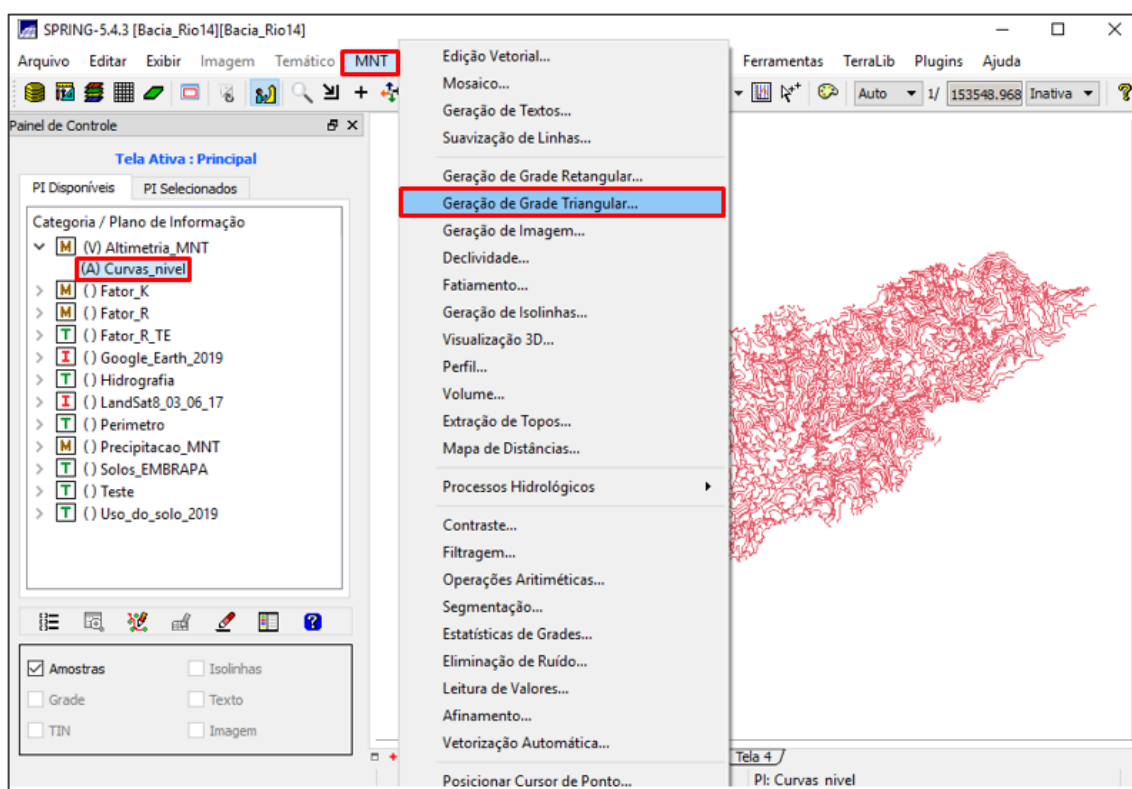 SPRING-5.4.3 [Bacia_Rio14][Bacia_Rio14]
Arquivo Editar Exibir Imagem Temático MNT Ferramentas TerraLib Plugins Ajuda
Auto 1/ 153548.968 Inativa
Painel de Controle
Tela Ativa : Principal
PI Disponíveis PI Selecionados
Categoria / Plano de Informação
M (V) Altimetria_MNT
(A) Curvas_nivel
M ( ) Fator_K
M ( ) Fator_R
T ( ) Fator_R_TE
I ( ) Google_Earth_2019
T ( ) Hidrografia
I ( ) LandSat8_03_06_17
T ( ) Perimetro
M ( ) Precipitacao_MNT
T ( ) Solos_EMBRAPA
T ( ) Teste
T ( ) Uso_do_solo_2019
Amostras Isolinhas
Grade Texto
TIN Imagem
Edição Vetorial...
Mosaico...
Geração de Textos...
Suavização de Linhas...
Geração de Grade Retangular...
Geração de Grade Triangular...
Geração de Imagem...
Declividade...
Fatiamento...
Geração de Isolinhas...
Visualização 3D...
Perfil...
Volume...
Extração de Topos...
Mapa de Distâncias...
Processos Hidrológicos
Contraste...
Filtragem...
Operações Aritiméticas...
Segmentação...
Estatísticas de Grades...
Eliminação de Ruído...
Leitura de Valores...
Afinamento...
Vetorização Automática...
Posicionar Cursor de Ponto...
Tela 4
PI: Curvas_nivel